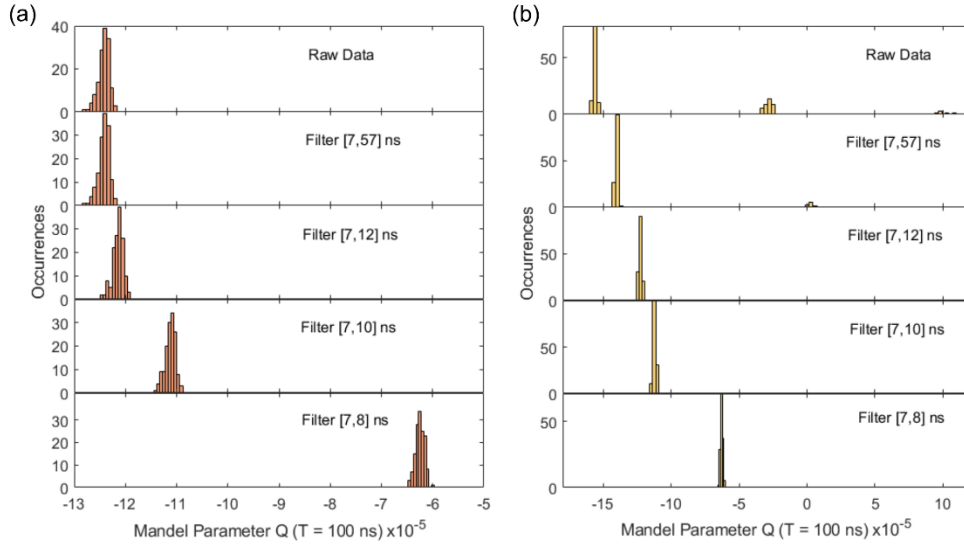 (a)
40
20
0
Raw Data
30
20
10
0
Filter [7,57] ns
30
20
10
0
Filter [7,12] ns
30
20
10
0
Filter [7,10] ns
30
20
10
0
Filter [7,8] ns
Occurrences
-13 -12 -11 -10 -9 -8 -7 -6 -5
Mandel Parameter Q (T = 100 ns) x10-5
(b)
50
0
Raw Data
50
0
Filter [7,57] ns
50
0
Filter [7,12] ns
50
0
Filter [7,10] ns
50
0
Filter [7,8] ns
Occurrences
-15 -10 -5 0 5 10
Mandel Parameter Q (T = 100 ns) x10-5